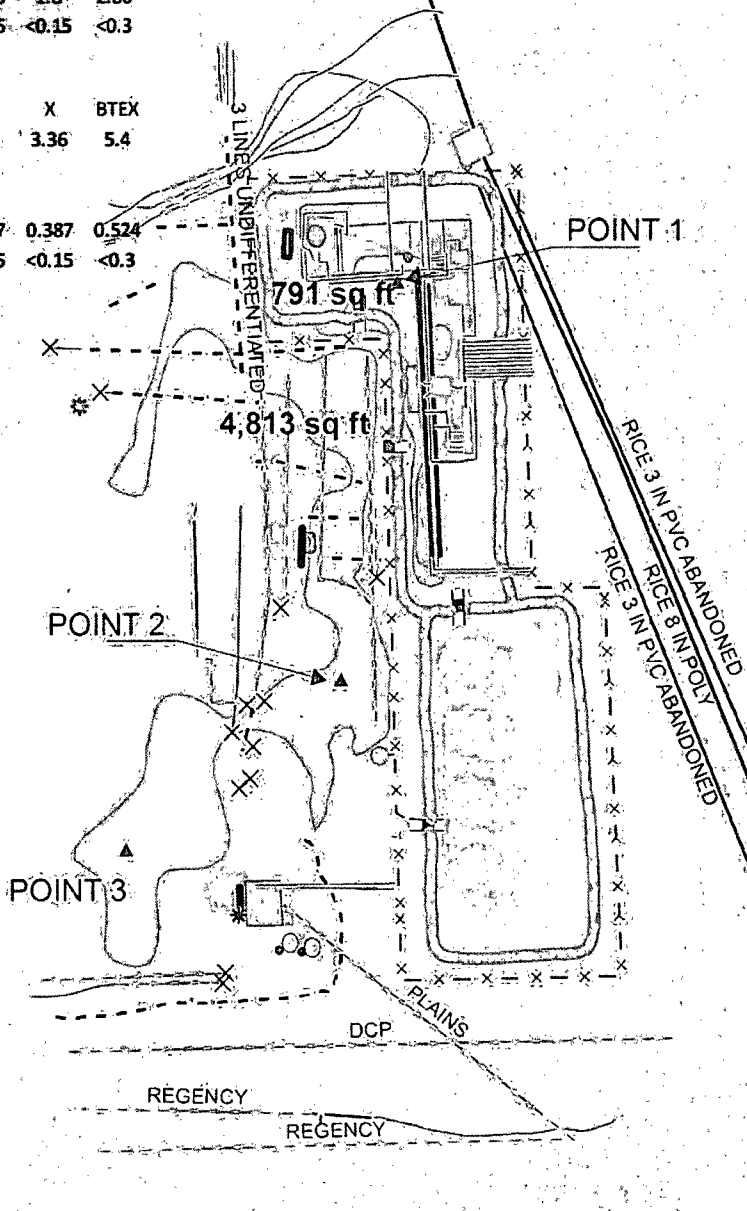 <0.15 <0.3
X BTEX
3.36 5.4
0.387 0.524
<0.15 <0.3
3 LINES UNDIFFERENTIATED
POINT 1
791 sq ft
4,813 sq ft
RICE 3 IN PVC ABANDONED
RICE 8 IN POLY
RICE 3 IN PVC ABANDONED
POINT 2
POINT 3
PLAINS
DCP
REGENCY
REGENCY